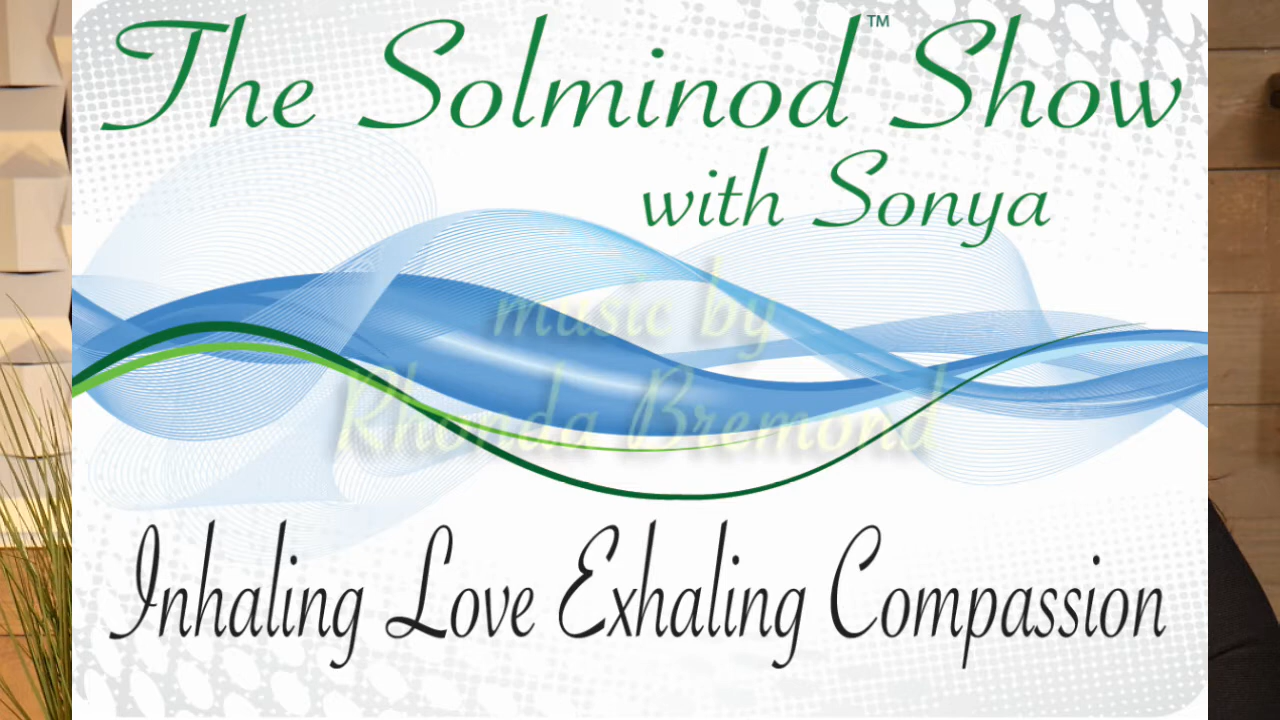 The Solminod™ Show
with Sonya
music by
Rhonda Bremond
Inhaling Love Exhaling Compassion